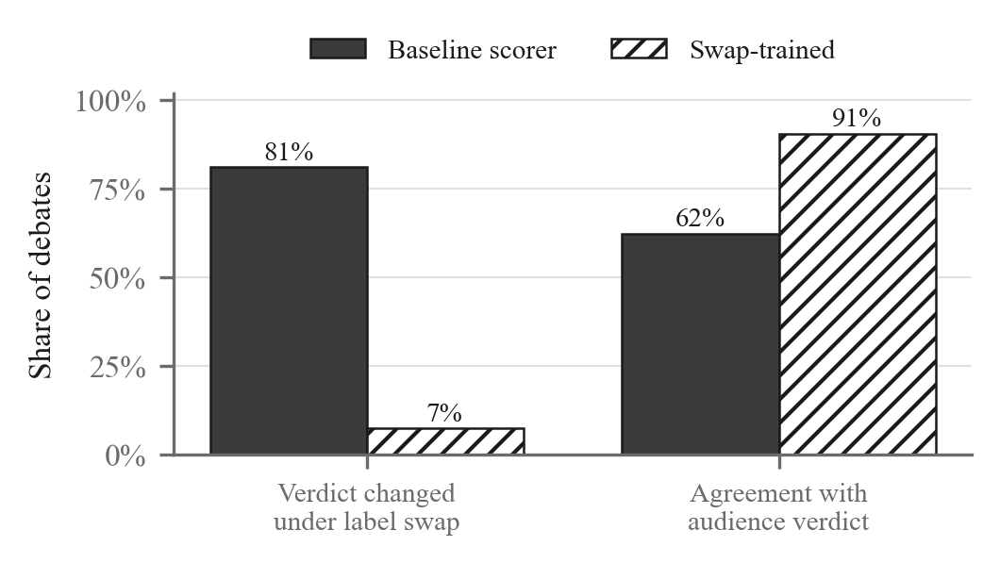 Baseline scorer
Swap-trained
Share of debates
100%
75%
50%
25%
0%
81%
7%
62%
91%
Verdict changed
under label swap
Agreement with
audience verdict